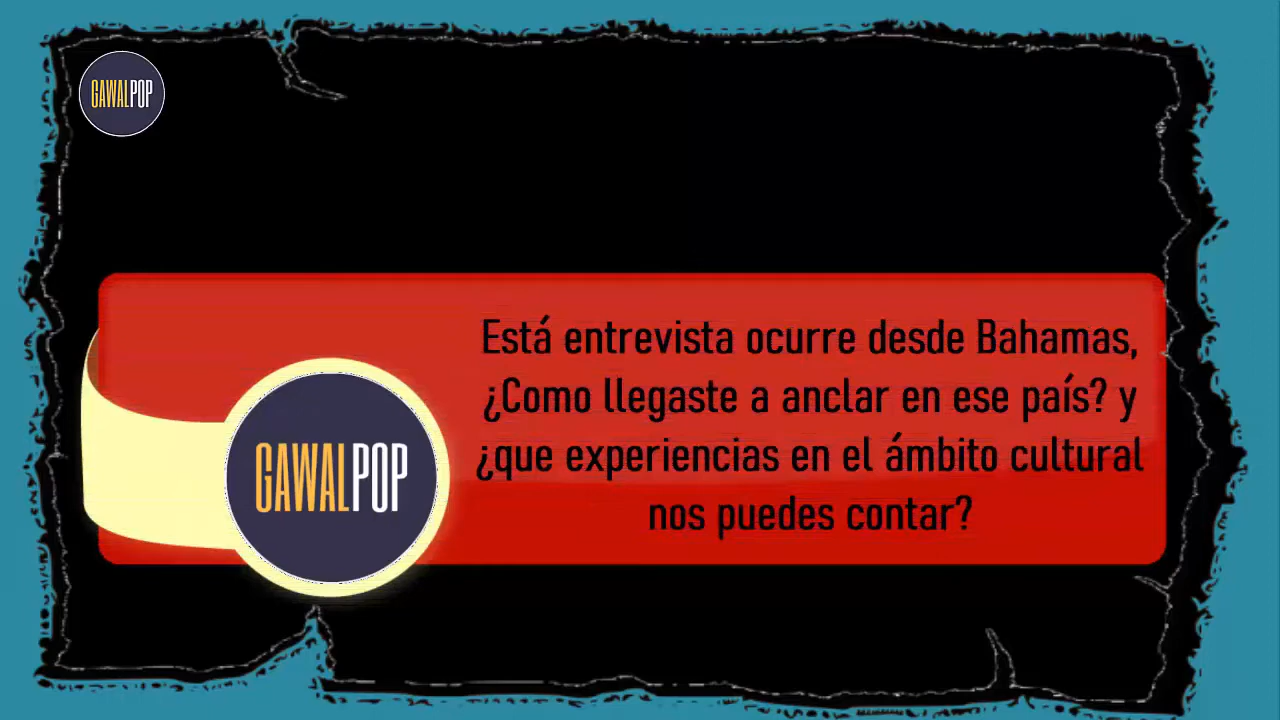 GAWALPOP
Está entrevista ocurre desde Bahamas,
¿Como llegaste a anclar en ese país? y
¿que experiencias en el ámbito cultural
nos puedes contar?
GAWALPOP